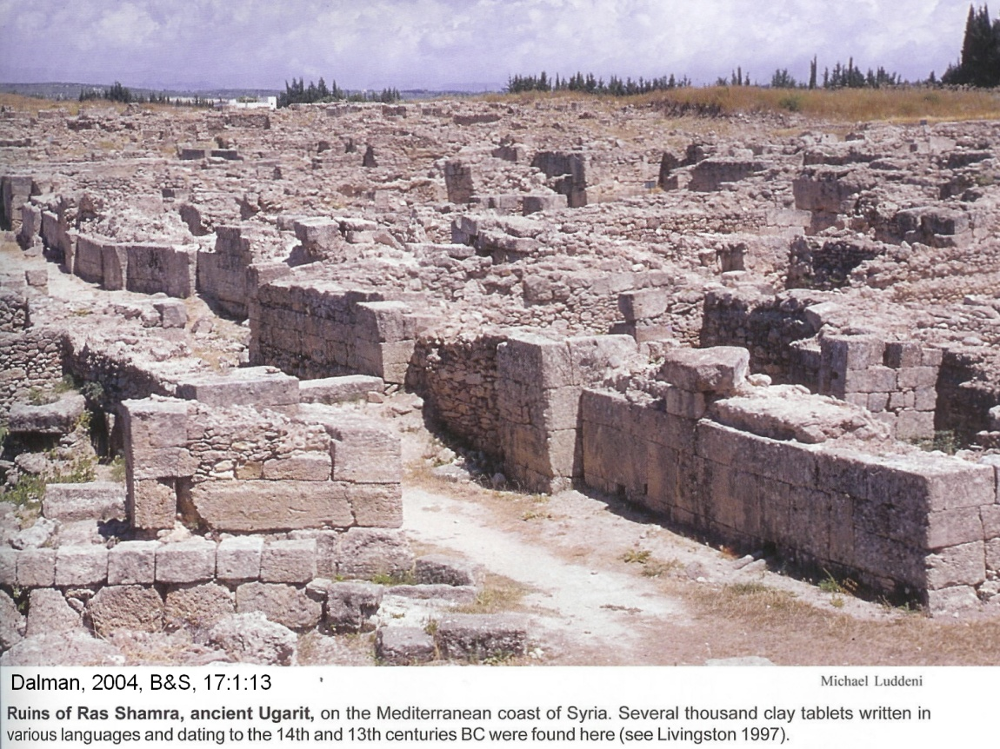 Dalman, 2004, B&S, 17:1:13
Michael Luddeni
Ruins of Ras Shamra, ancient Ugarit, on the Mediterranean coast of Syria. Several thousand clay tablets written in
various languages and dating to the 14th and 13th centuries BC were found here (see Livingston 1997).